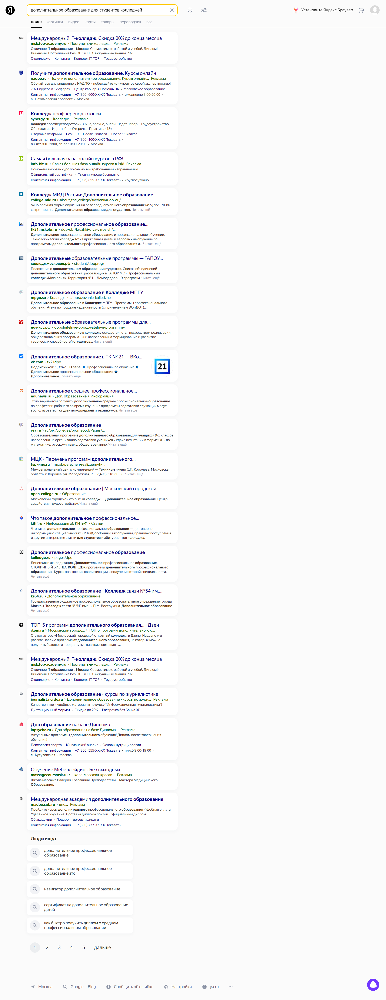 Я
дополнительное образование для студентов колледжей
Установите Яндекс Браузер
поиск картинки видео карты товары переводчик все
Международный IT-колледж. Скидка 20% до конца месяца
msk.top-academy.ru > Поступить-в-колледж... Реклама
Отличное IT образование в Москве. Совместимо с работой и учебой. Диплом! ·
Лицензия. Поступление без ОГЭ и ЕГЭ. Актуальные знания · 16+
О колледже · Контакты · Колледж IT TOP · Трудоустройство
Получите дополнительное образование. Курсы онлайн
nadpo.ru > Получите дополнительное образование. Курсы онлайн... Реклама
Обучайтесь дистанционно в НАДПО и побеждайте конкурентов своей экспертностью!
797+ курсов в 12 сферах · Центр карьеры. Помощь HR · Московское образование
Контактная информация · +7 (800) 600-XX-XX Показать · ежедневно 8:00-20:00 ·
м. Нахимовский проспект · Москва
Колледж профпереподготовки
synergy.ru > Колледж... Реклама
Колледж профпереподготовки. Очно, заочно, онлайн. Идет набор! · Трудоустройство.
Общежитие. Идет набор. Отсрочка. Практика · 18+
Отсрочка от армии · Без ЕГЭ · После 9 класса · После 11 класса
Контактная информация · +7 (800) 100-XX-XX Показать ·
пн-пт 9:00-21:00, сб-вс 10:00-20:00 · Москва
Самая большая база онлайн курсов в РФ!
info-hit.ru > Самая большая база онлайн курсов в РФ! Реклама
Поможем выбрать курс по самым востребованным направлениям
Официальный сертификат · Тысячи курсов бесплатно
Контактная информация · +7 (906) 855-XX-XX Показать · круглосуточно
Колледж МИД России: Дополнительное образование
college-mid.ru > about_the_college/svedeniya-ob-ou/...
очно-заочная форма обучения на базе среднего общего образования: (495) 951-70-86.
секретариат ... Дополнительное образование для студентов. Читать ещё
21
Дополнительное профессиональное образование...
tk21.mskobr.ru > dop-obr/kruzhki-dlya-vzroslyh/...
Дополнительное профессиональное образование и профессиональное обучение.
Технологический колледж № 21 приглашает детей и взрослых на обучение по
программам дополнительного профессионального образования и... Читать ещё
Дополнительные образовательные программы — ГАПОУ...
колледжмосковия.рф > student/dopprog/
Положение о дополнительном образовании студентов. Список объединений
дополнительного образования, работающих в ГАПОУ МО «Профессиональный
колледж «Московия». Территория №1 – Домодедово – 9 программ. Читать ещё
Дополнительное образование в Колледже МПГУ
mpgu.su > Колледж > ...-obrazovanie-kolledzhe
Дополнительное образование в Колледже МПГУ - Программы профессионального
обучения Агент по продаже недвижимости (с применением ЭОиДОТ)...
Дополнительные образовательные программы для...
ноу-ксу.рф > dopolnitelnye-obrazovatelnye-programmy...
Дополнительное образование в колледже осуществляется посредством реализации
общеразвивающих программ. Они направлены на формирование и развитие
творческих способностей студентов... Читать ещё
Дополнительное образование в ТК № 21 — ВКо...
vk.com > tk21dpo
Подписчиков: 1,9 тыс. О себе: Профессиональное обучение
Дополнительное профессиональное образование
Дополнительное... Читать ещё
21
Дополнительное среднее профессиональное...
edunews.ru > Доп. образование > Информация
Этим вариантом получить дополнительное среднее профессиональное образование
по профессии рабочего во время изучения программы подготовки служащих могут
воспользоваться студенты колледжей и техникумов. Читать ещё
Дополнительное образование
rea.ru > ru/org/colleges/promeccol/Pages/...
Образовательная программа дополнительного образования для учащихся 9-х классов
направлена на организацию подготовки учащихся к сдаче испытаний в форме ОГЭ по
математике, русскому языку, обществознанию. Читать ещё
МЦК - Перечень программ дополнительного...
tspk-mo.ru > mcpk/perechen-realizuemyh-...
Межрегиональный центр компетенций — Техникум имени С.П. Королева. Московская
область, г. Королев, ул. Молодежная, 7. +7(495) 516-60-38. Читать ещё
Дополнительное образование | Московский городской...
open-college.ru > Образование
Московский городской открытый колледж. ... Дополнительное образование. Центр
содействия трудоустройству. Читать ещё
Что такое дополнительное профессиональное...
kitif.ru > Информация об КИТиФ > Статьи
Что такое дополнительное профессиональное образование — достоверная
информация о специальностях КИТиФ, особенностях обучения, правилах поступления
и другие интересные статьи для студентов и абитуриентов колледжа.
Дополнительное профессиональное образование
kolledge.ru > pages/dpo
Лицензия и аккредитация. Дополнительное профессиональное образование.
СТОЛИЧНЫЙ БИЗНЕС КОЛЛЕДЖ программы дополнительного профессионального
образования. Курсы повышения квалификации и получение второй специальности.
Читать ещё
Дополнительное образование - Колледж связи №54 им....
ks54.ru > Дополнительное образование
Государственное бюджетное профессиональное образовательное учреждение города
Москвы "Колледж связи № 54" имени П.М. Вострухина. Дополнительное образование.
Читать ещё
ТОП-5 программ дополнительного образования... | Дзен
dzen.ru > Московский городс... > ТОП-5 программ дополнительного о...
Статья автора «Московский городской открытый колледж» в Дзене: Недавно мы
рассказывали о программах дополнительного образования, на которых можно
получить базовые и продвинутые навыки, совмещая с...
Международный IT-колледж. Скидка 20% до конца месяца
msk.top-academy.ru > Поступить-в-колледж... Реклама
Отличное IT образование в Москве. Совместимо с работой и учебой. Диплом! ·
Лицензия. Поступление без ОГЭ и ЕГЭ. Актуальные знания · 16+
О колледже · Контакты · Колледж IT TOP · Трудоустройство
Дополнительное образование - курсы по журналистике
journalist.ncrdo.ru > Дополнительное образование - курсы по журн... Реклама
Качественные и удобные материалы по курсу "Информационная журналистика"!
Дистанционный формат · Скидка до 20% · Рассрочка без Банка 0%
Доп образование на базе Диплома
inpsycho.ru > Доп образование на базе Диплома... Реклама
Актуальные программы дополнительного обучения! Диплом после завершения
обучения!
Психология спорта · Юнгианский анализ · Основы нутрициологии
Контактная информация · +7 (800) 555-XX-XX Показать · пн-сб 9:00-19:00 ·
м. Кутузовская · Москва
Обучение Мебеллейдинг. Без выходных.
massagecoursmsk.ru > школа-массажа-красав... Реклама
Школа массажа Валерия Красавина! Преподаватели – Мастера Медицинского
Образования.
Международная академия дополнительного образования
madpo.spb.ru > дпо... Реклама
Пройдите курсы дополнительного профессионального образования · Удобная оплата.
Удаленное обучение. Доставка диплома почтой. Официальный диплом
Об академии · Подарочные сертификаты
Контактная информация · +7 (800) 777-XX-XX Показать
Люди ищут
дополнительное профессиональное
образование
дополнительное профессиональное
образование это
навигатор дополнительное образование
сертификат на дополнительное образование
детей
как быстро получить диплом о среднем
профессиональном образовании
1 2 3 4 5 дальше
Москва Google Bing Сообщить об ошибке Настройки ya.ru ...